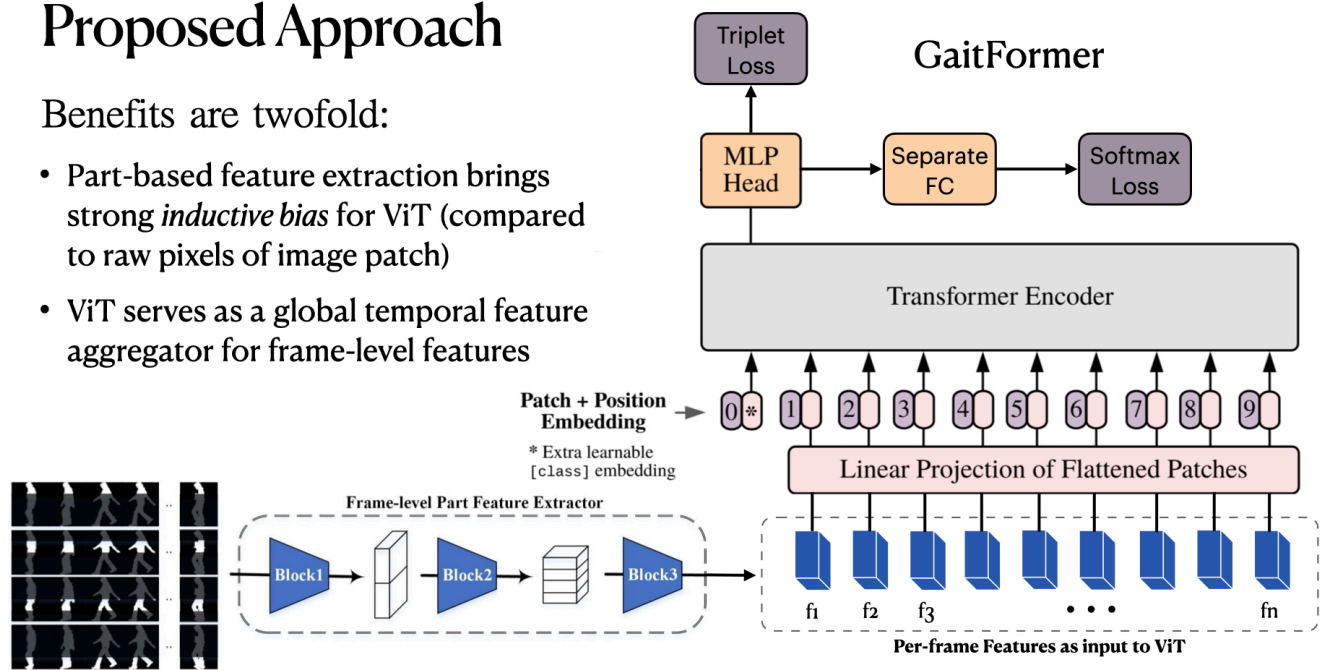 Proposed Approach
Benefits are twofold:
• Part-based feature extraction brings
strong inductive bias for ViT (compared
to raw pixels of image patch)
• ViT serves as a global temporal feature
aggregator for frame-level features
GaitFormer
Triplet
Loss
MLP
Head
Separate
FC
Softmax
Loss
Transformer Encoder
Patch + Position
Embedding
* Extra learnable
[class] embedding
0 * 1 2 3 4 5 6 7 8 9
Linear Projection of Flattened Patches
Frame-level Part Feature Extractor
Block1
Block2
Block3
..
..
..
..
f1 f2 f3 • • • fn
Per-frame Features as input to ViT